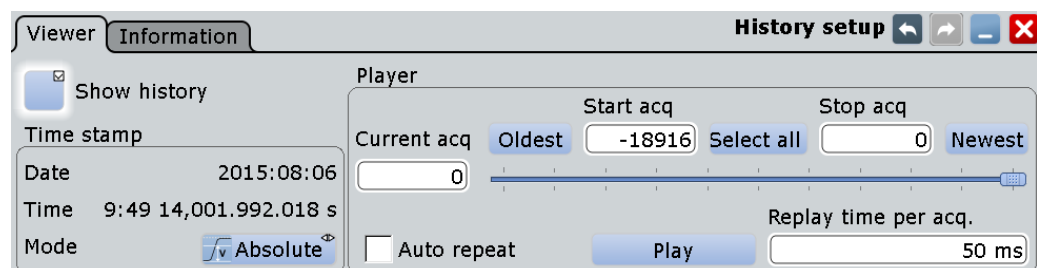 Viewer Information History setup
Show history
Player
Start acq Stop acq
Time stamp
Current acq Oldest -18916 Select all 0 Newest
Date 2015:08:06
0
Time 9:49 14,001.992.018 s
Replay time per acq.
Mode Absolute
Auto repeat Play 50 ms